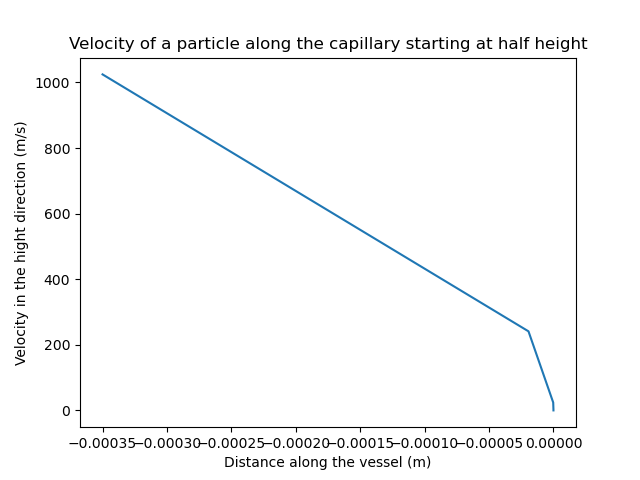 Velocity of a particle along the capillary starting at half height
1000
800
600
400
200
0
Velocity in the hight direction (m/s)
−0.00035 −0.00030 −0.00025 −0.00020 −0.00015 −0.00010 −0.00005 0.00000
Distance along the vessel (m)